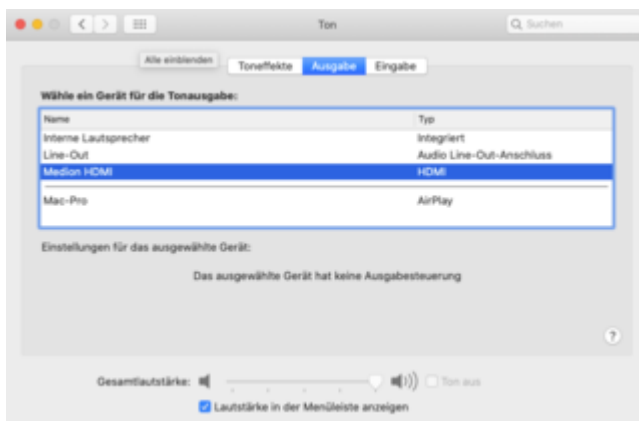 Ton
Suchen
Alle einblenden
Toneffekte Ausgabe Eingabe
Wähle ein Gerät für die Tonausgabe:
Name Typ
Interne Lautsprecher Integriert
Line-Out Audio Line-Out-Anschluss
Medion HDMI HDMI
Mac-Pro AirPlay
Einstellungen für das ausgewählte Gerät:
Das ausgewählte Gerät hat keine Ausgabesteuerung
?
Gesamtlautstärke: Ton aus
Lautstärke in der Menüleiste anzeigen